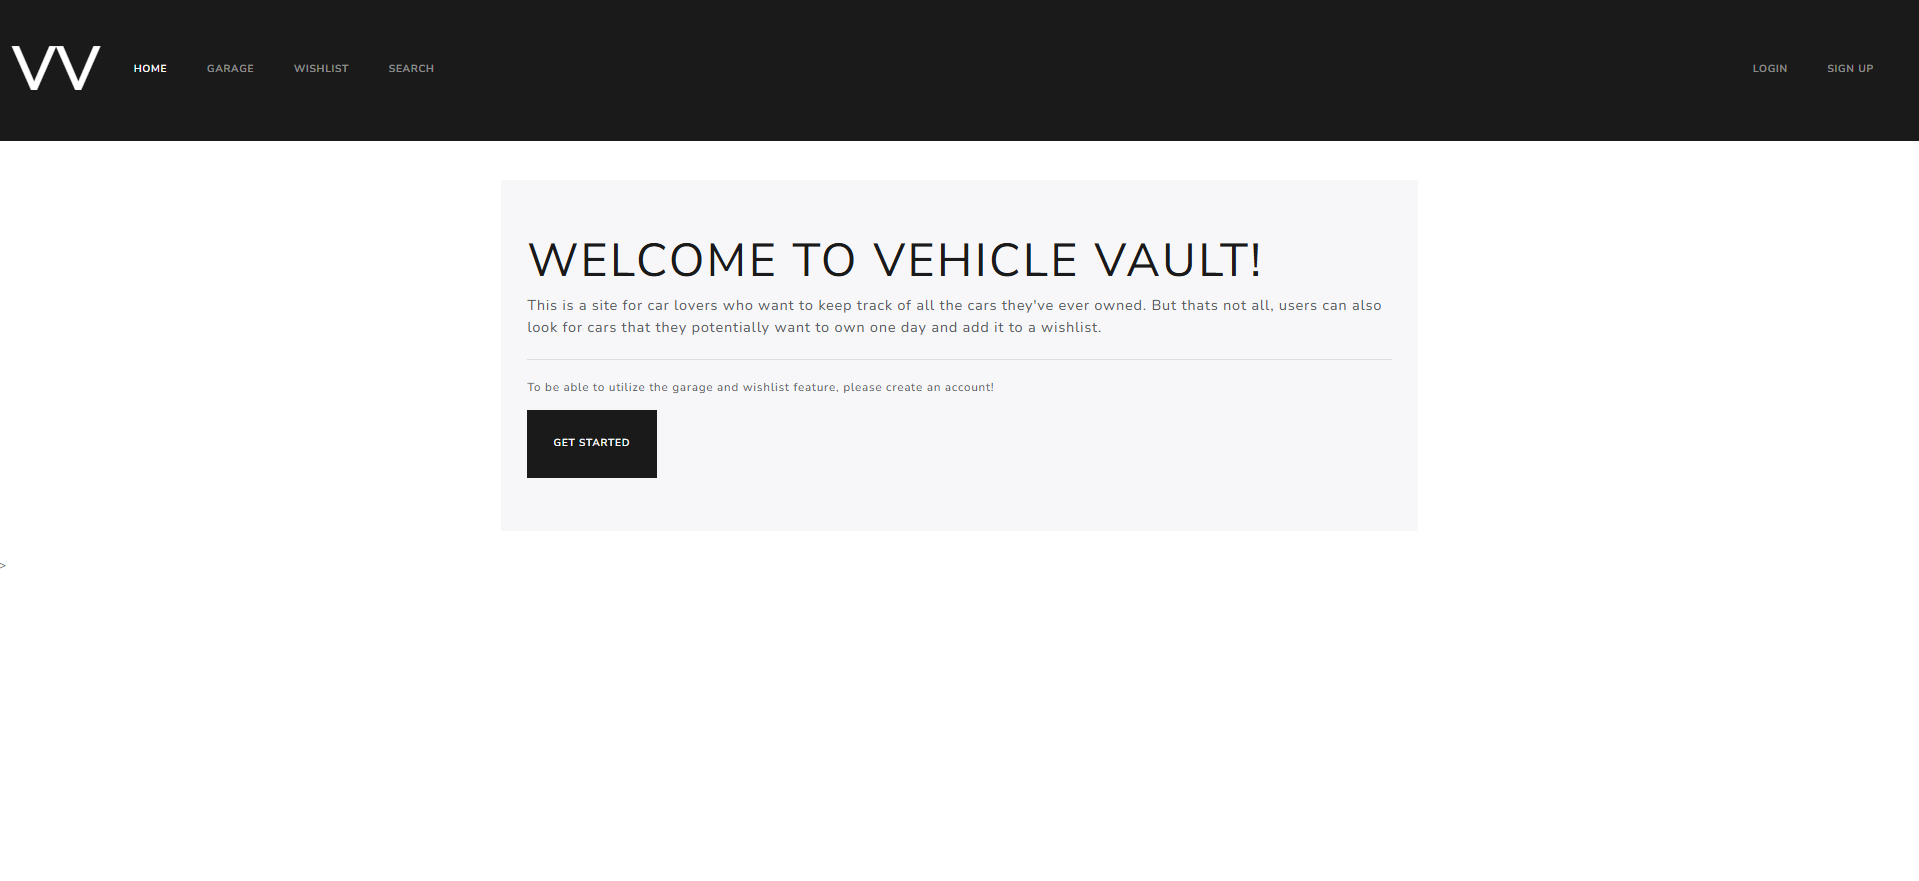 VV
HOME
GARAGE
WISHLIST
SEARCH
LOGIN
SIGN UP
WELCOME TO VEHICLE VAULT!
This is a site for car lovers who want to keep track of all the cars they've ever owned. But thats not all, users can also
look for cars that they potentially want to own one day and add it to a wishlist.
To be able to utilize the garage and wishlist feature, please create an account!
GET STARTED
>